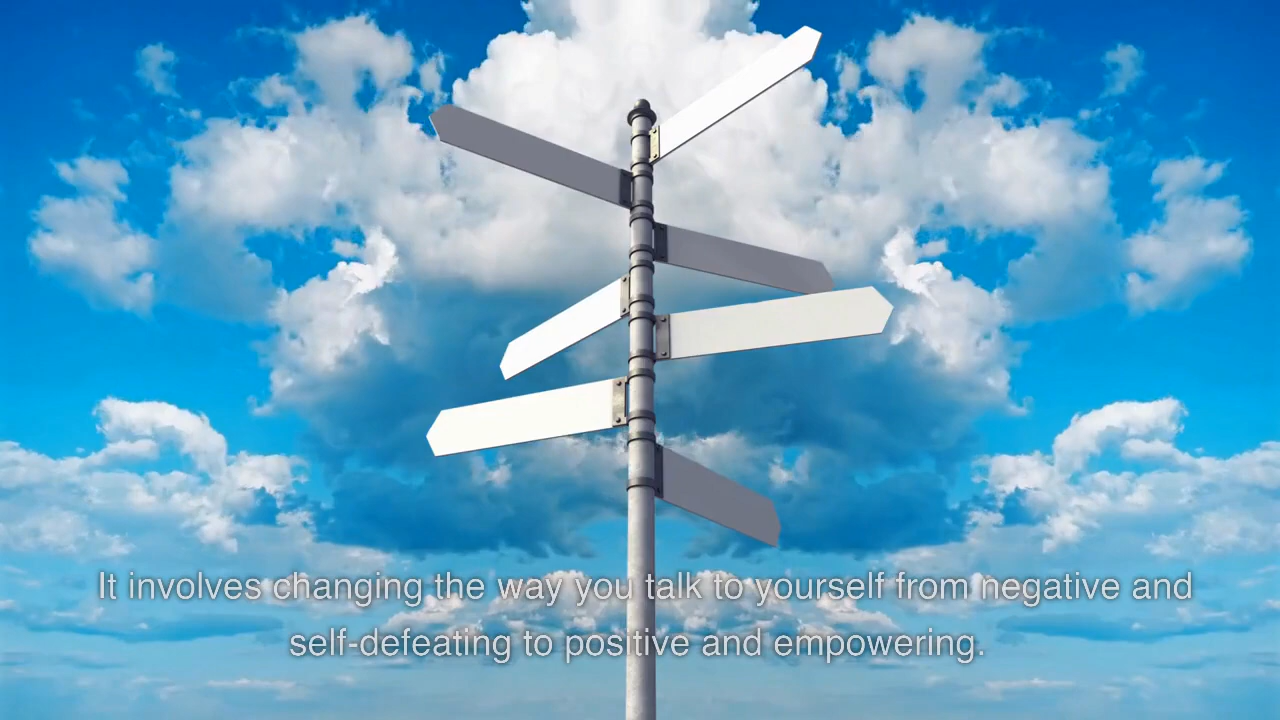 It involves changing the way you talk to yourself from negative and
self-defeating to positive and empowering.